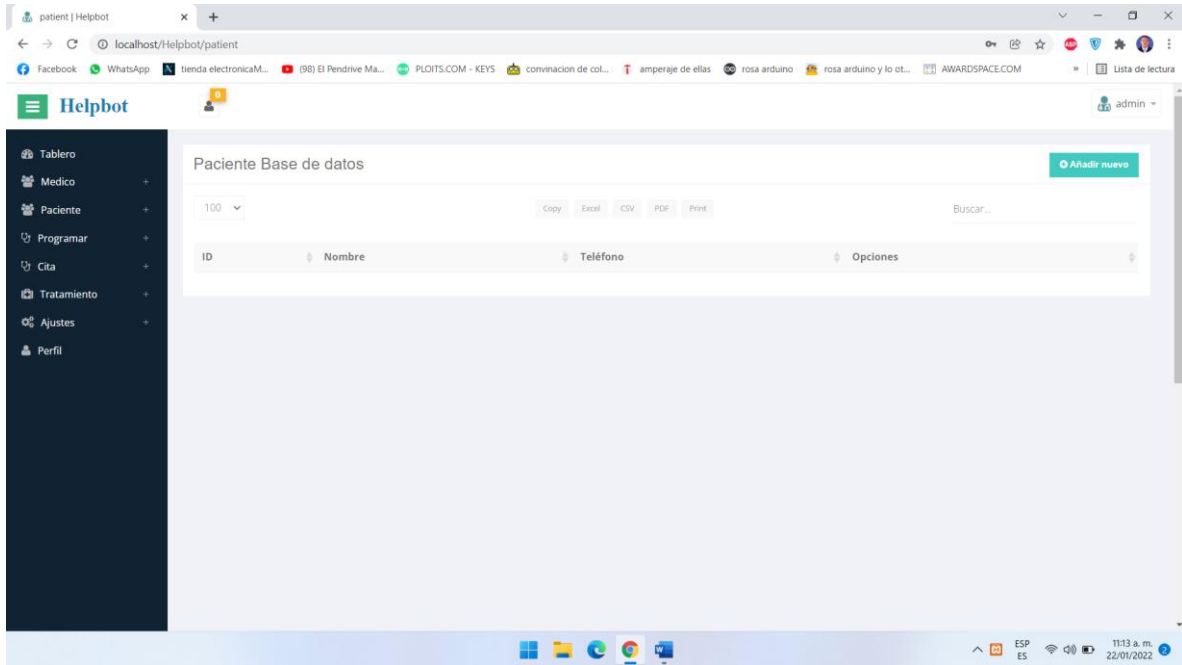 patient | Helpbot
localhost/Helpbot/patient
Facebook WhatsApp tienda electronicaM... (98) El Pendrive Ma... PLOITS.COM - KEYS convinacion de col... amperaje de ellas rosa arduino rosa arduino y lo ot... AWARDSPACE.COM » Lista de lectura
Helpbot 0 admin
Tablero
Medico +
Paciente +
Programar +
Cita +
Tratamiento +
Ajustes +
Perfil
Paciente Base de datos Añadir nuevo
100 Copy Excel CSV PDF Print Buscar...
ID Nombre Teléfono Opciones
ESP
ES
11:13 a. m.
22/01/2022
2